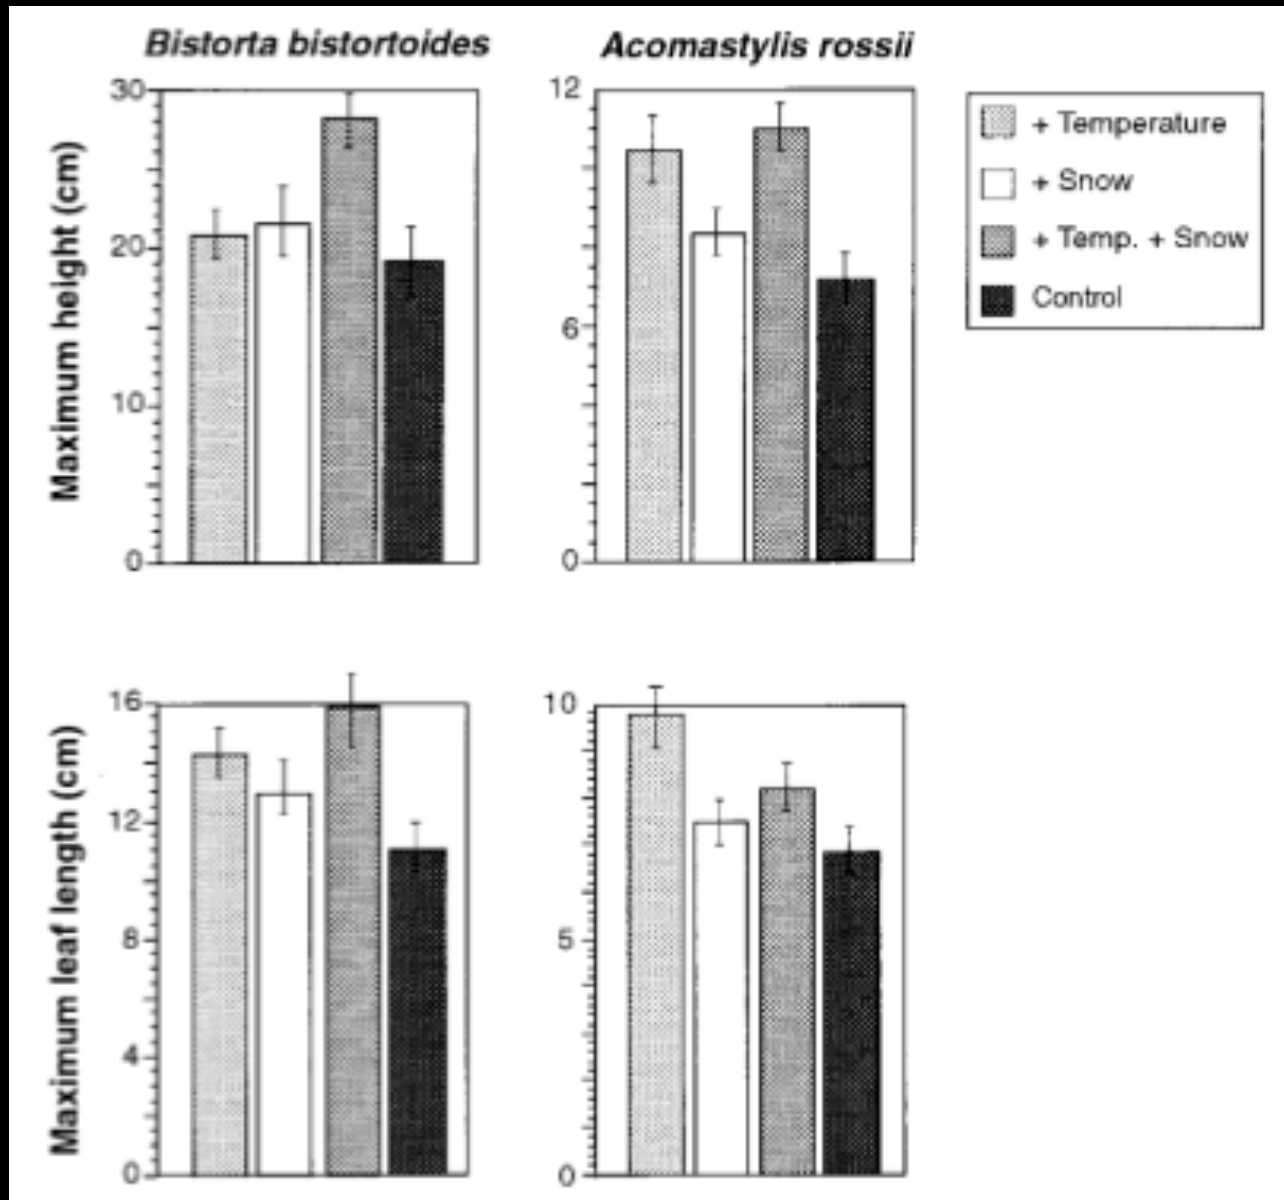 Bistorta bistortoides
Acomastylis rossii
Maximum height (cm)
30
20
10
0
12
6
0
+ Temperature
+ Snow
+ Temp. + Snow
Control
Maximum leaf length (cm)
16
12
8
4
0
10
5
0